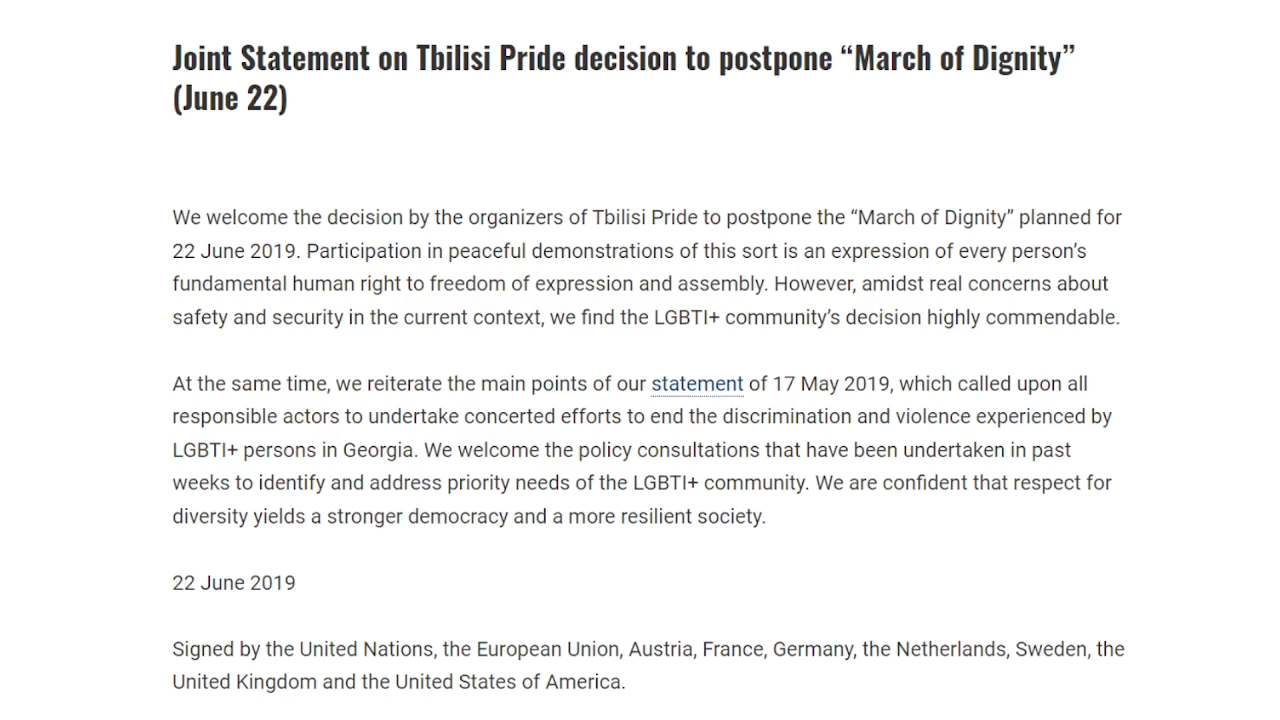 Joint Statement on Tbilisi Pride decision to postpone “March of Dignity”
(June 22)
We welcome the decision by the organizers of Tbilisi Pride to postpone the “March of Dignity” planned for
22 June 2019. Participation in peaceful demonstrations of this sort is an expression of every person’s
fundamental human right to freedom of expression and assembly. However, amidst real concerns about
safety and security in the current context, we find the LGBTI+ community’s decision highly commendable.
At the same time, we reiterate the main points of our statement of 17 May 2019, which called upon all
responsible actors to undertake concerted efforts to end the discrimination and violence experienced by
LGBTI+ persons in Georgia. We welcome the policy consultations that have been undertaken in past
weeks to identify and address priority needs of the LGBTI+ community. We are confident that respect for
diversity yields a stronger democracy and a more resilient society.
22 June 2019
Signed by the United Nations, the European Union, Austria, France, Germany, the Netherlands, Sweden, the
United Kingdom and the United States of America.